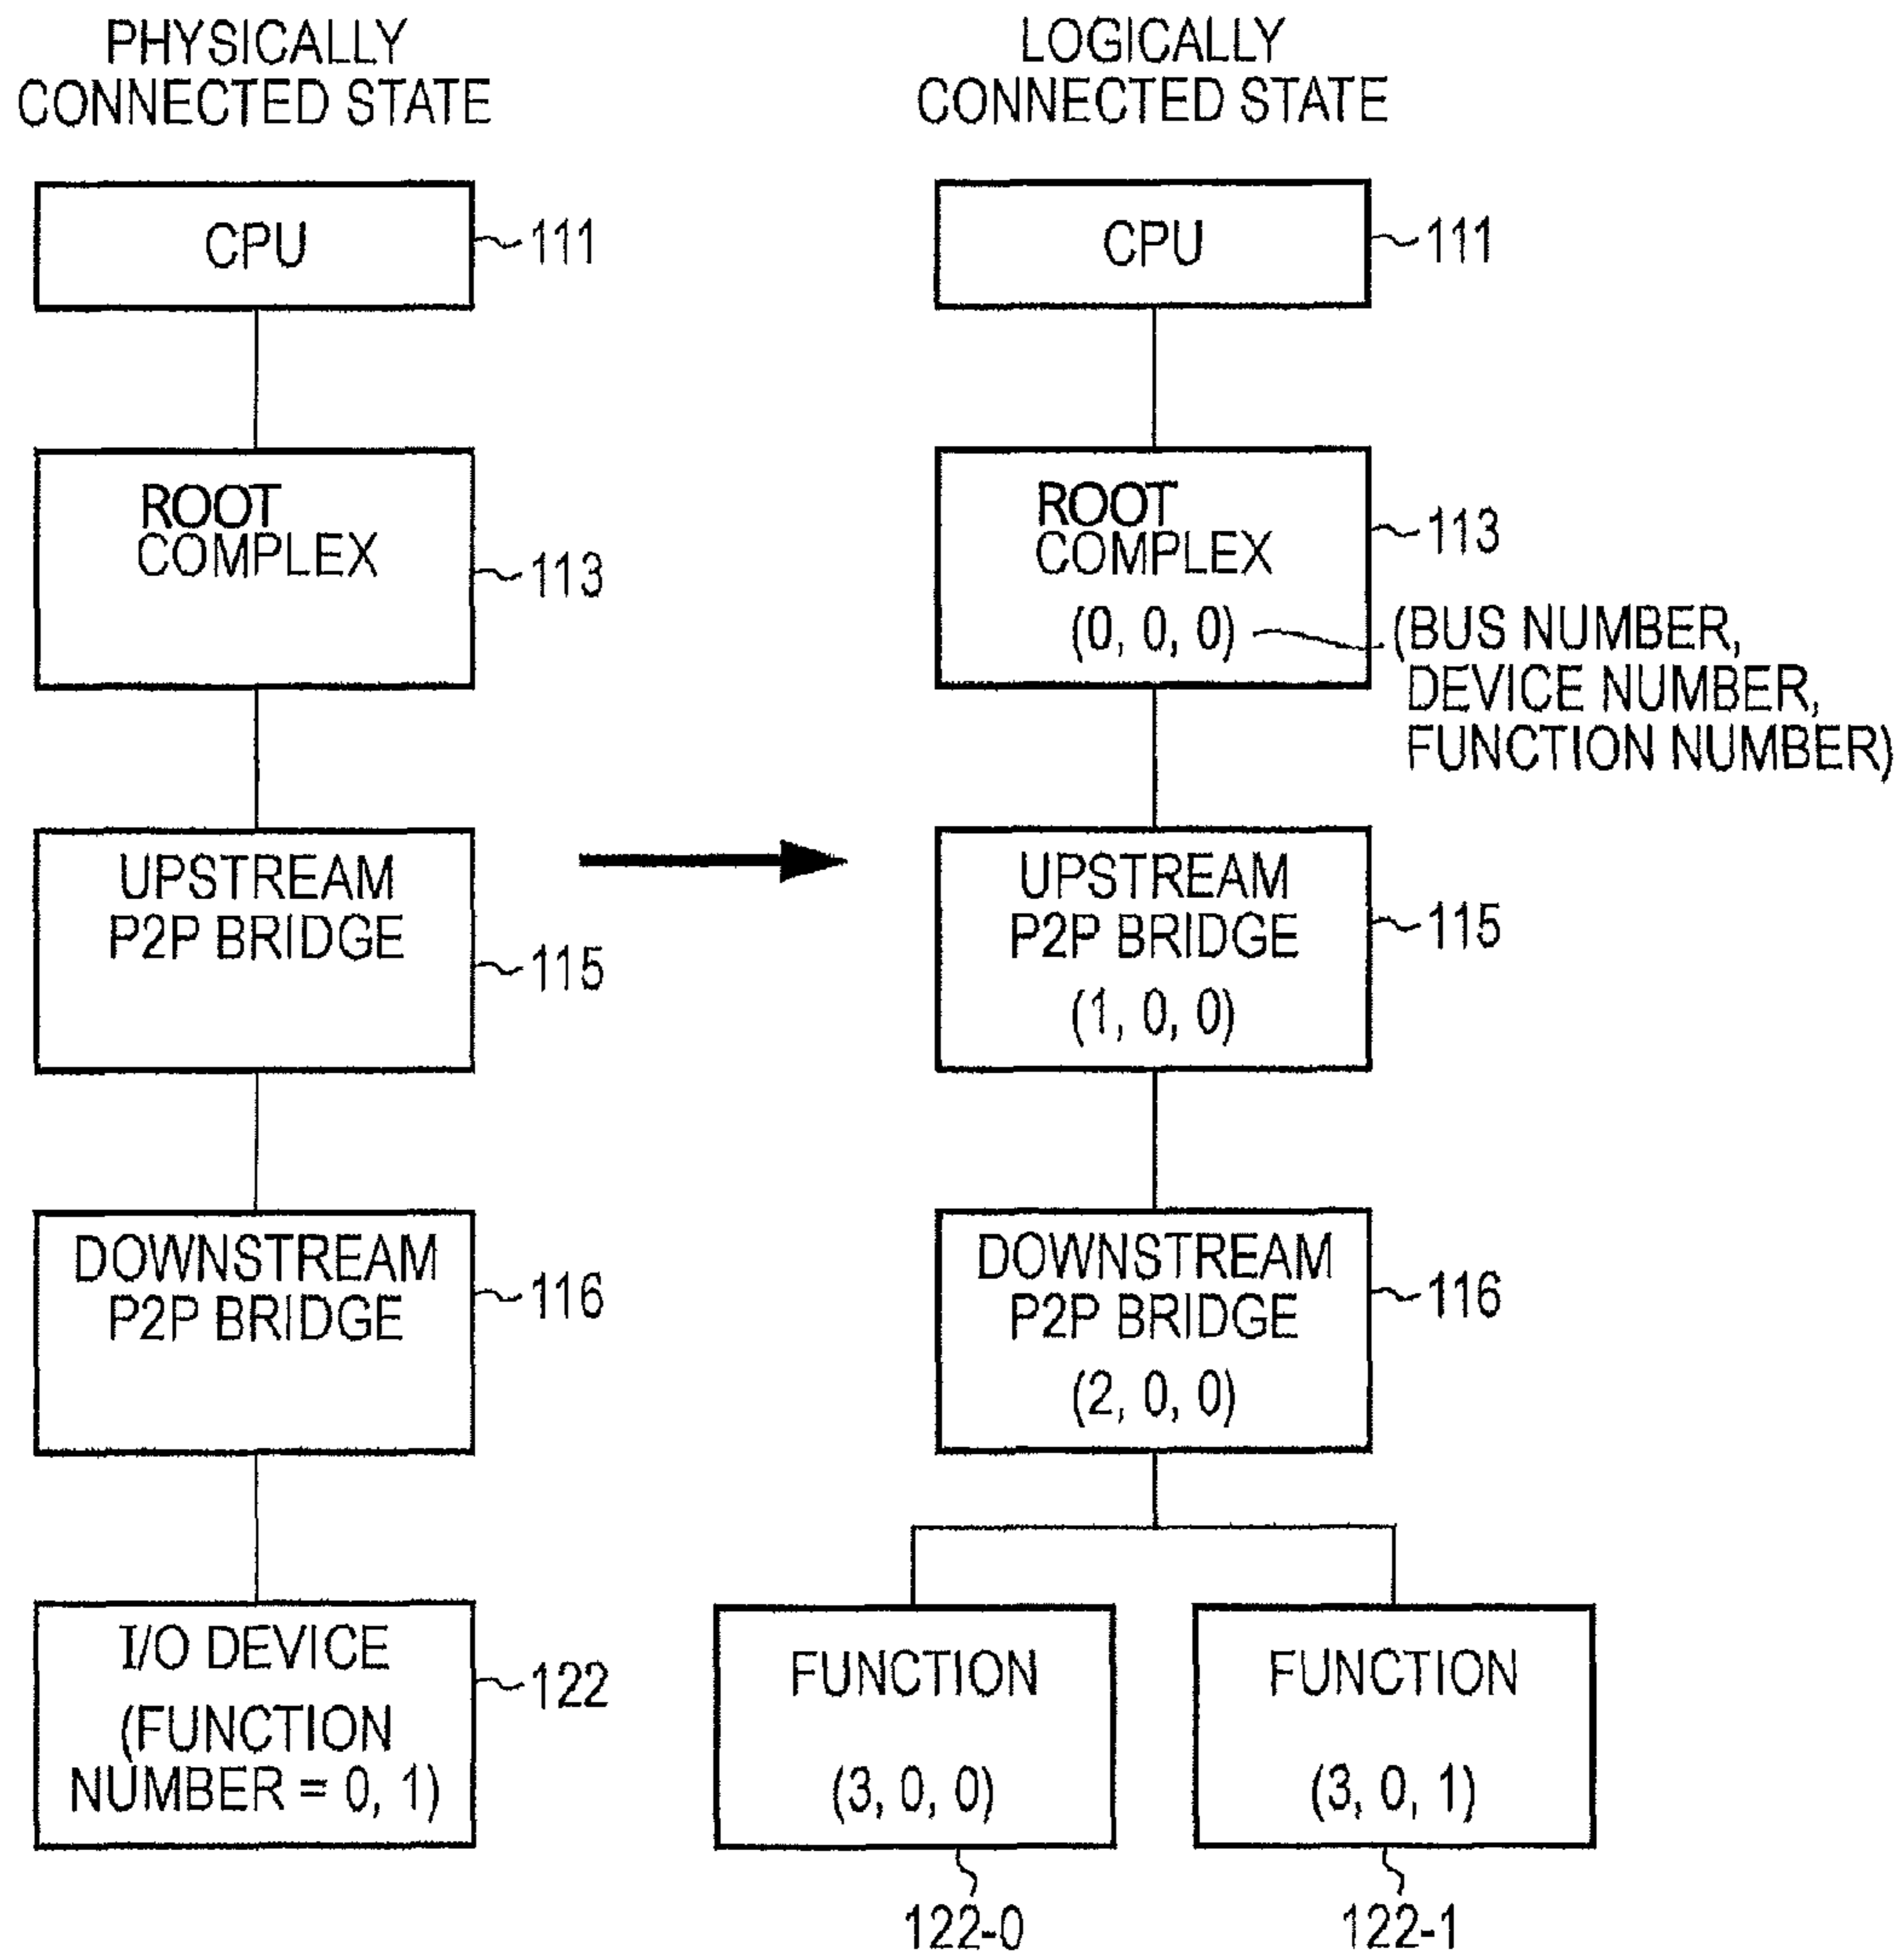 PHYSICALLY
CONNECTED STATE
CPU
111
ROOT
COMPLEX
113
UPSTREAM
P2P BRIDGE
115
DOWNSTREAM
P2P BRIDGE
116
I/O DEVICE
(FUNCTION
NUMBER = 0, 1)
122
LOGICALLY
CONNECTED STATE
CPU
111
ROOT
COMPLEX
(0, 0, 0)
113
(BUS NUMBER,
DEVICE NUMBER,
FUNCTION NUMBER)
UPSTREAM
P2P BRIDGE
(1, 0, 0)
115
DOWNSTREAM
P2P BRIDGE
(2, 0, 0)
116
FUNCTION
(3, 0, 0)
122-0
FUNCTION
(3, 0, 1)
122-1